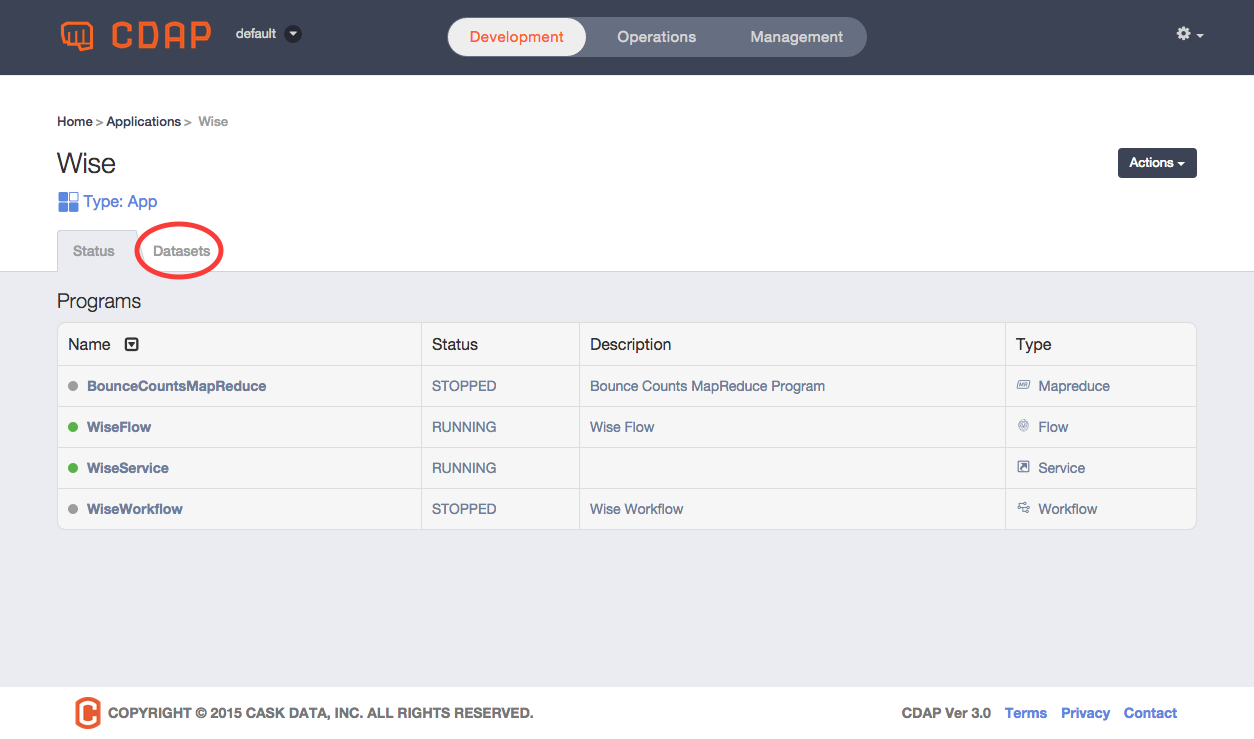 CDAP default Development Operations Management
Home > Applications > Wise
Wise
Actions
Type: App
Status Datasets
Programs
Name Status Description Type
BounceCountsMapReduce STOPPED Bounce Counts MapReduce Program Mapreduce
WiseFlow RUNNING Wise Flow Flow
WiseService RUNNING Service
WiseWorkflow STOPPED Wise Workflow Workflow
COPYRIGHT © 2015 CASK DATA, INC. ALL RIGHTS RESERVED. CDAP Ver 3.0 Terms Privacy Contact